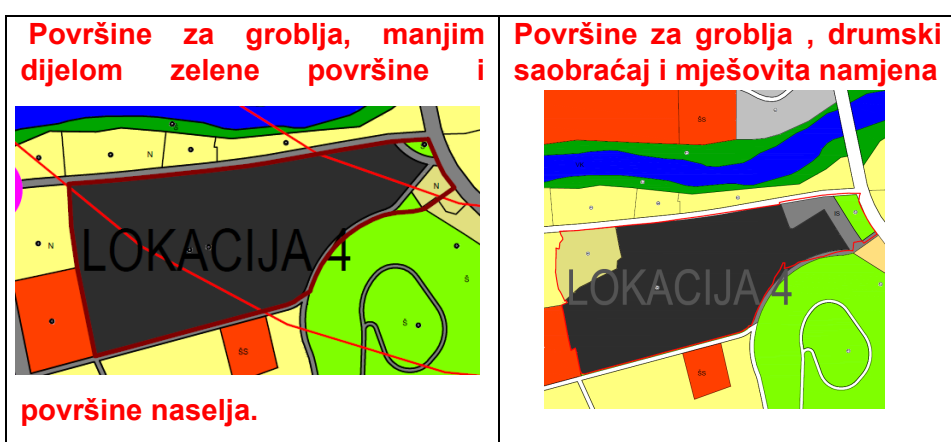 Površine za groblja, manjim
dijelom zelene površine i
N
N
Š
N
LOKACIJA 4
Š
Š
ŠS
površine naselja.
Površine za groblja , drumski
saobraćaj i mješovita namjena
ŠS
IS
LOKACIJA 4
ŠS